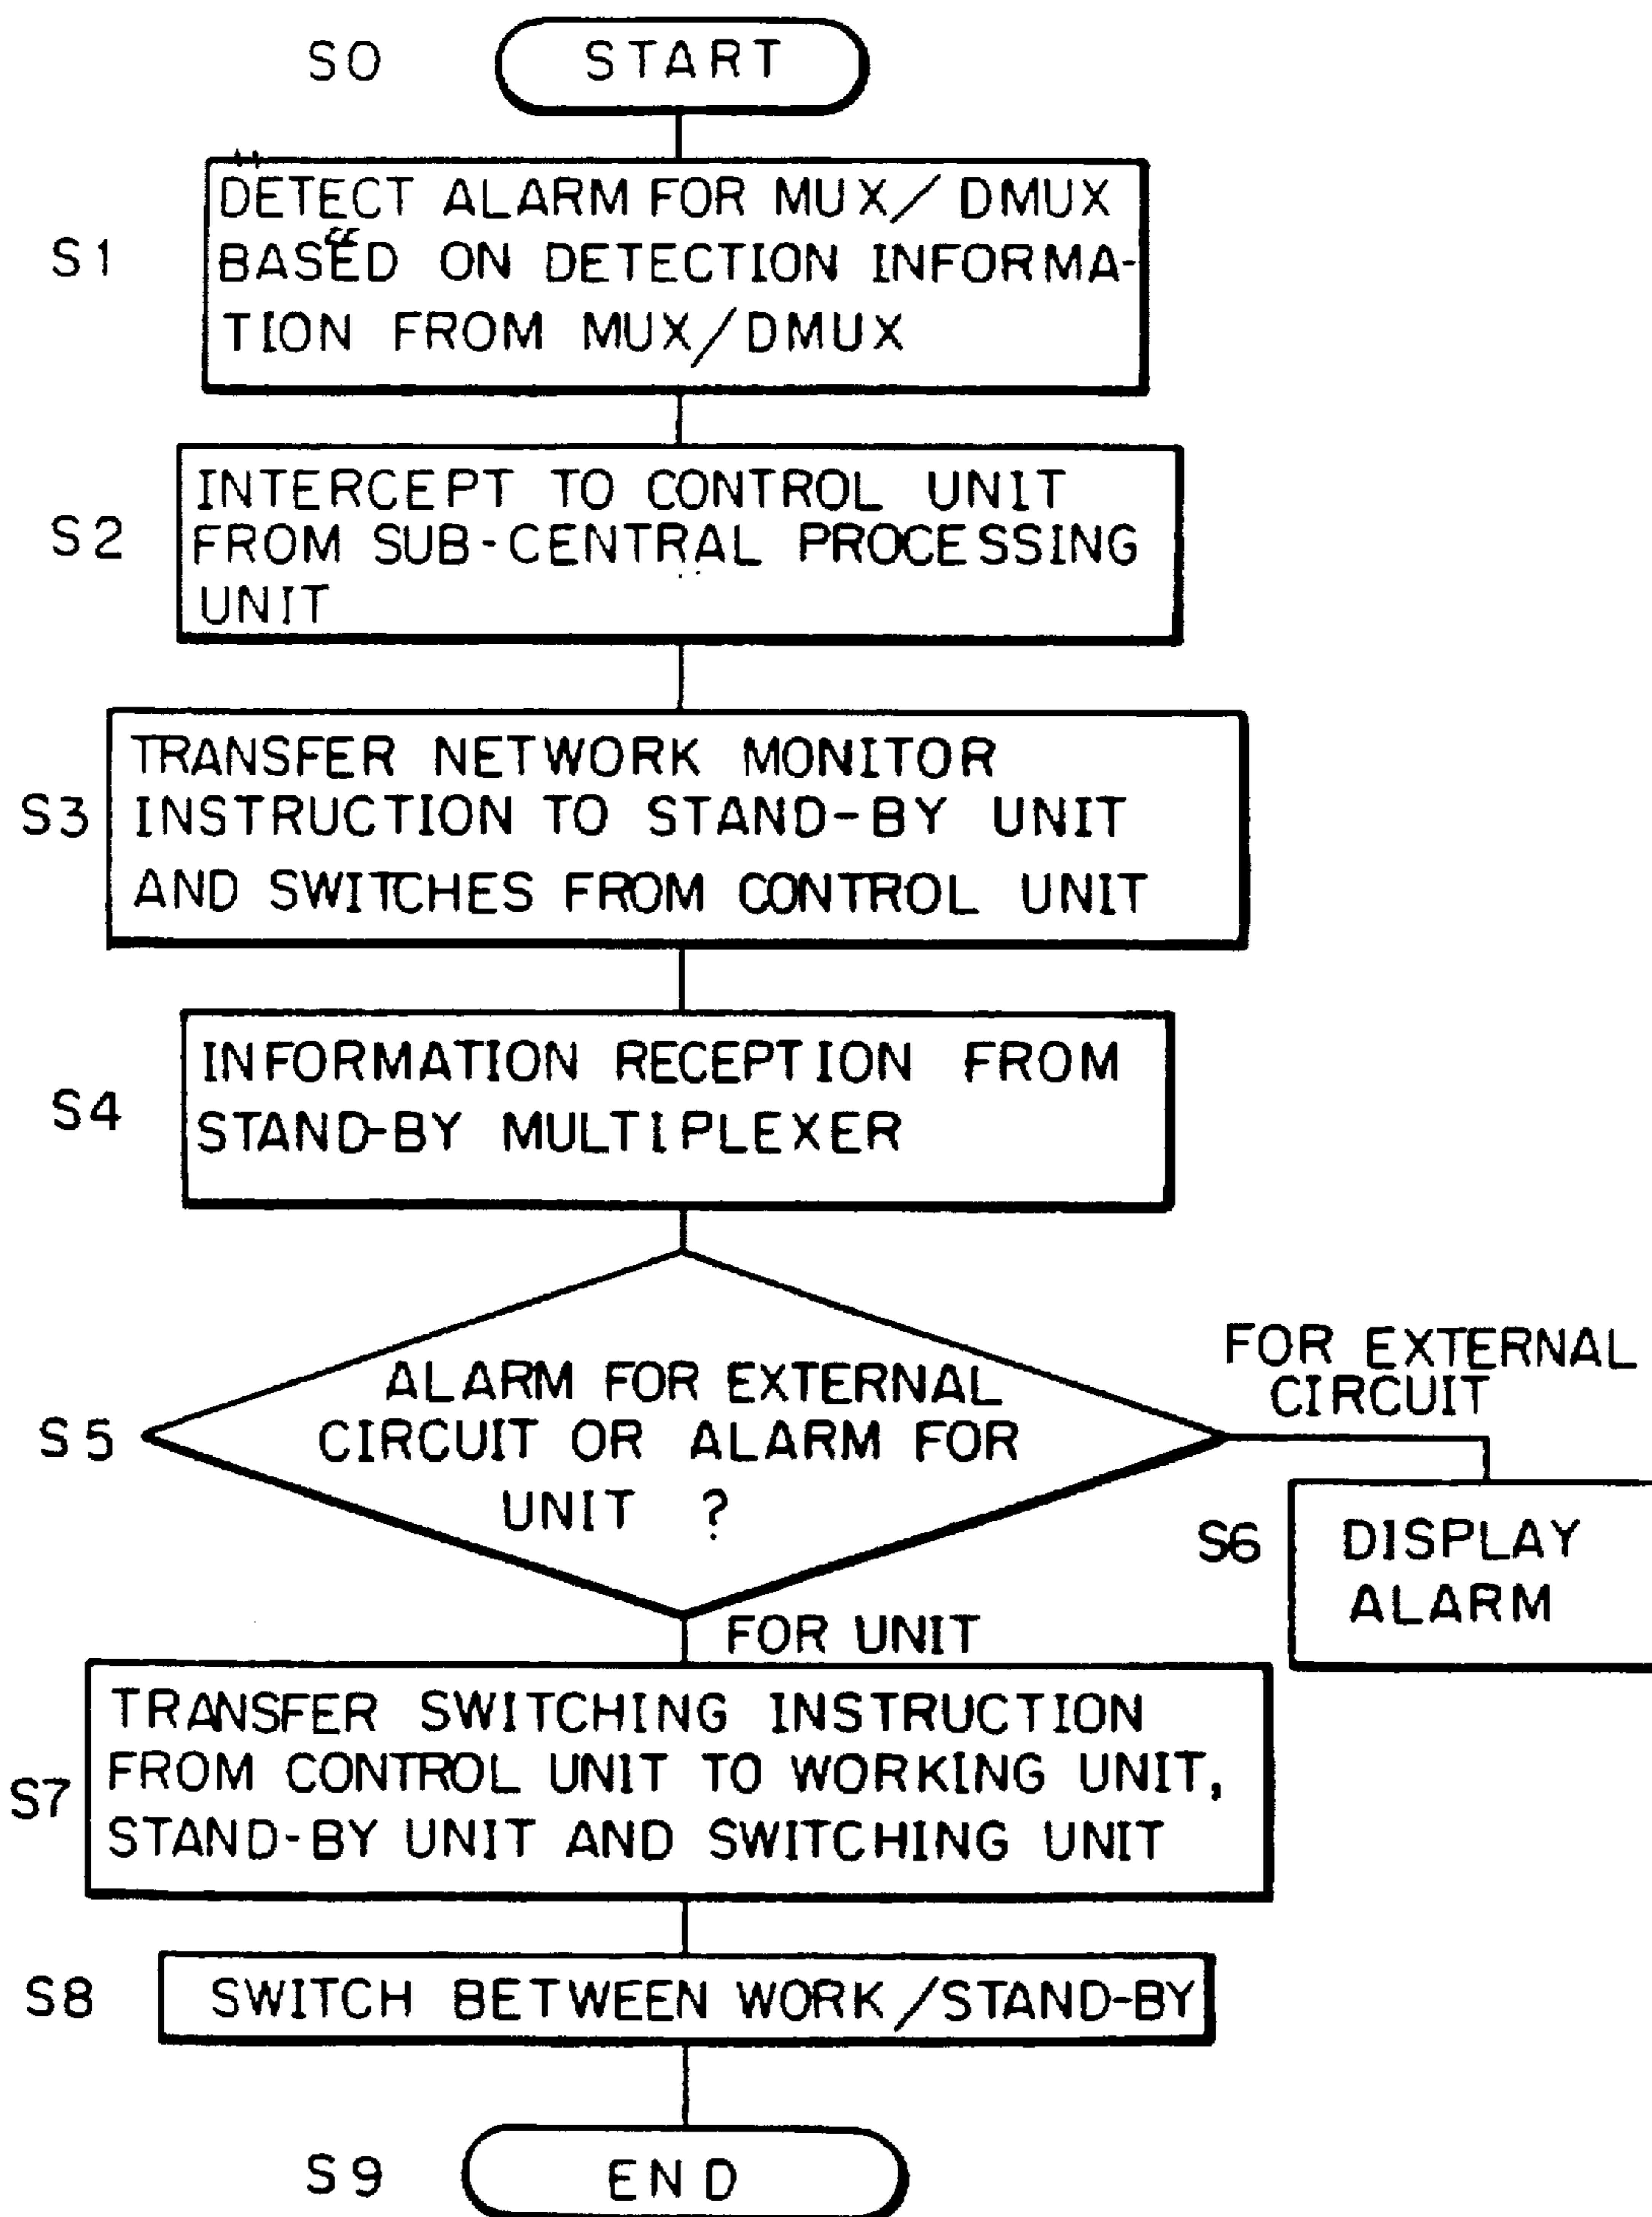 S0 START
S1
DETECT ALARM FOR MUX/DMUX
BASED ON DETECTION INFORMA-
TION FROM MUX/DMUX
S2
INTERCEPT TO CONTROL UNIT
FROM SUB-CENTRAL PROCESSING
UNIT
S3
TRANSFER NETWORK MONITOR
INSTRUCTION TO STAND-BY UNIT
AND SWITCHES FROM CONTROL UNIT
S4
INFORMATION RECEPTION FROM
STAND-BY MULTIPLEXER
S5
ALARM FOR EXTERNAL
CIRCUIT OR ALARM FOR
UNIT ?
FOR EXTERNAL
CIRCUIT
S6
DISPLAY
ALARM
FOR UNIT
S7
TRANSFER SWITCHING INSTRUCTION
FROM CONTROL UNIT TO WORKING UNIT,
STAND-BY UNIT AND SWITCHING UNIT
S8 SWITCH BETWEEN WORK/STAND-BY
S9 END